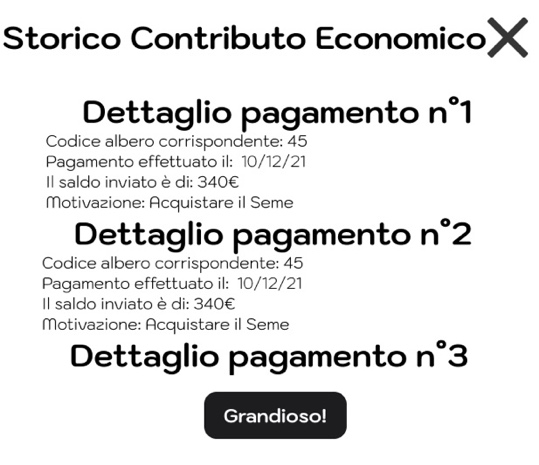 Storico Contributo Economico
Dettaglio pagamento n°1
Codice albero corrispondente: 45
Pagamento effettuato il: 10/12/21
Il saldo inviato è di: 340€
Motivazione: Acquistare il Seme
Dettaglio pagamento n°2
Codice albero corrispondente: 45
Pagamento effettuato il: 10/12/21
Il saldo inviato è di: 340€
Motivazione: Acquistare il Seme
Dettaglio pagamento n°3
Grandioso!